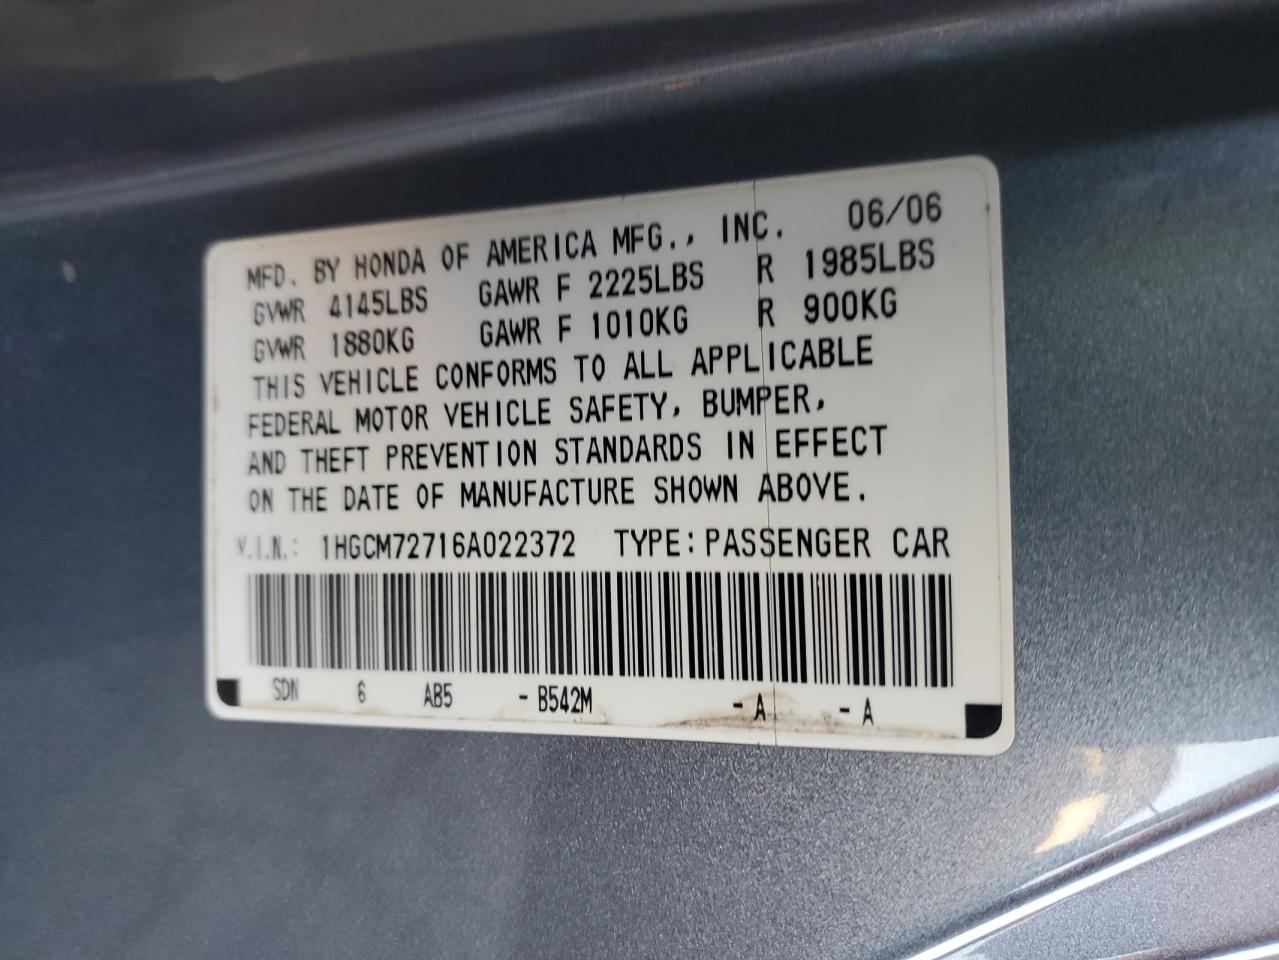 MFD. BY HONDA OF AMERICA MFG., INC. 06/06
GVWR 4145LBS GAWR F 2225LBS R 1985LBS
GVWR 1880KG GAWR F 1010KG R 900KG
THIS VEHICLE CONFORMS TO ALL APPLICABLE
FEDERAL MOTOR VEHICLE SAFETY, BUMPER,
AND THEFT PREVENTION STANDARDS IN EFFECT
ON THE DATE OF MANUFACTURE SHOWN ABOVE.
V.I.N.: 1HGCM72716A022372 TYPE: PASSENGER CAR
SDN 6 AB5 - B542M - A - A